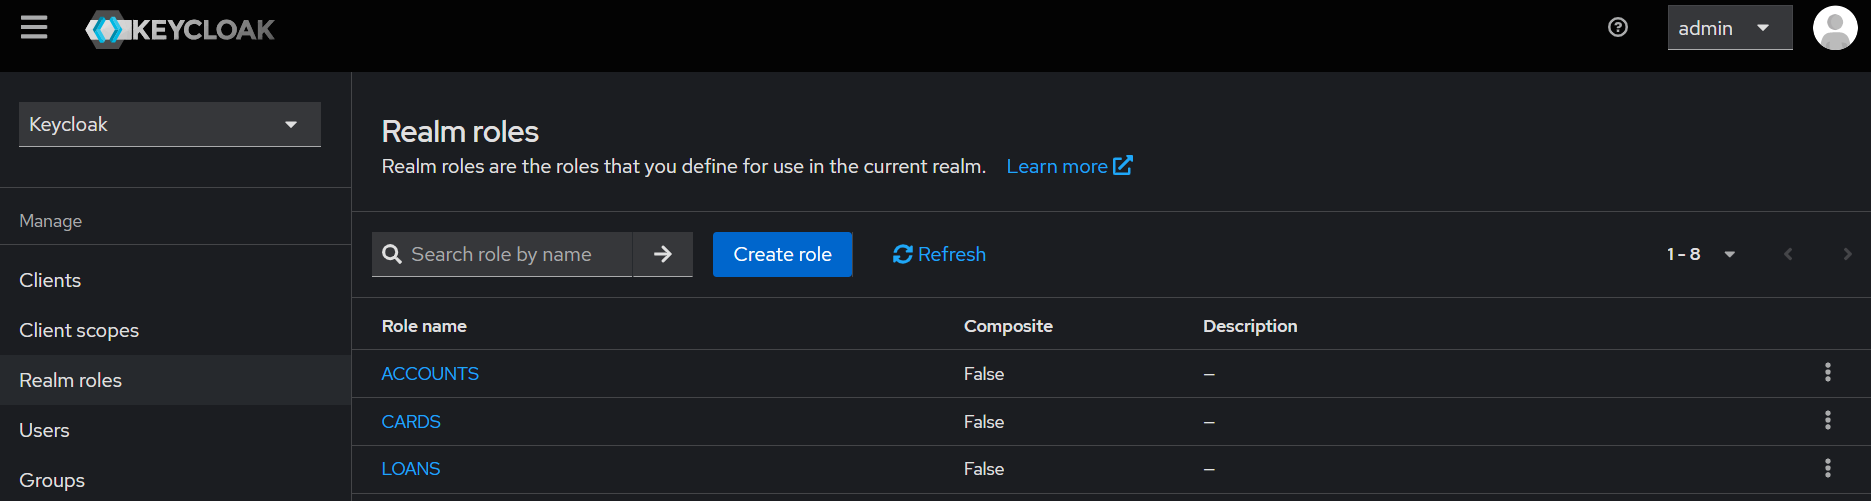 KEYCLOAK
admin
Keycloak
Manage
Clients
Client scopes
Realm roles
Users
Groups
Realm roles
Realm roles are the roles that you define for use in the current realm. Learn more
Search role by name Create role Refresh 1 - 8
Role name Composite Description
ACCOUNTS False –
CARDS False –
LOANS False –